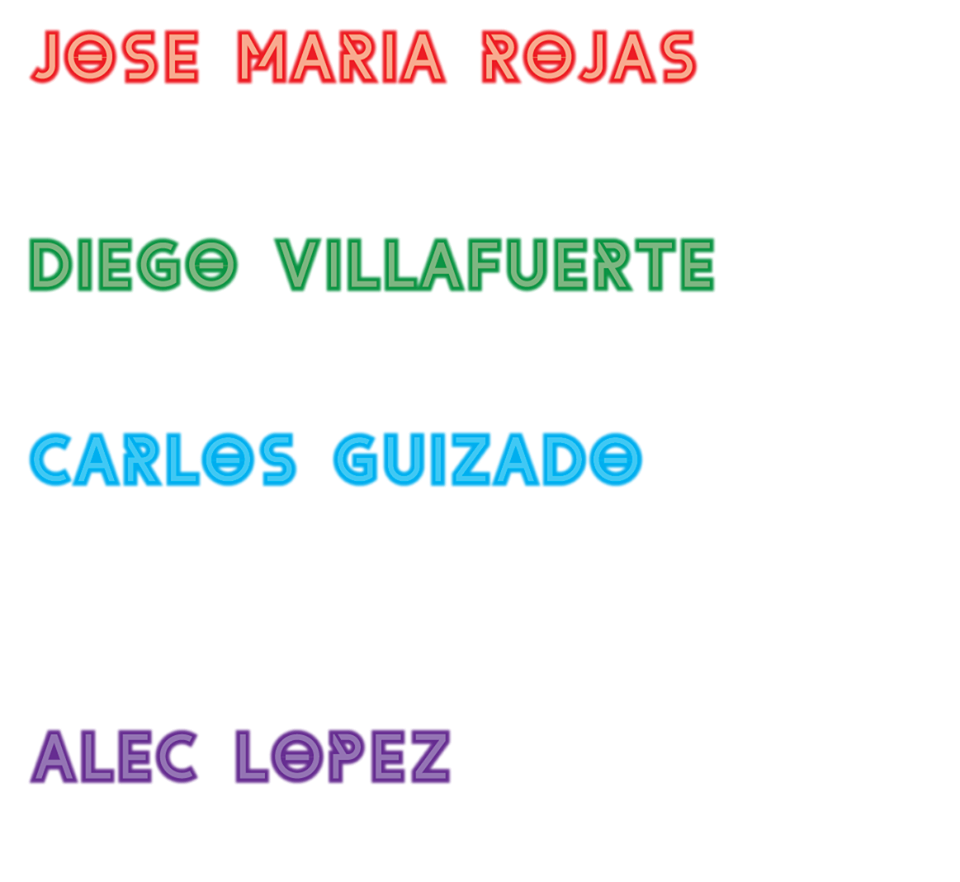 JOSE MARIA ROJAS
DIEGO VILLAFUERTE
CARLOS GUIZADO
ALEC LOPEZ